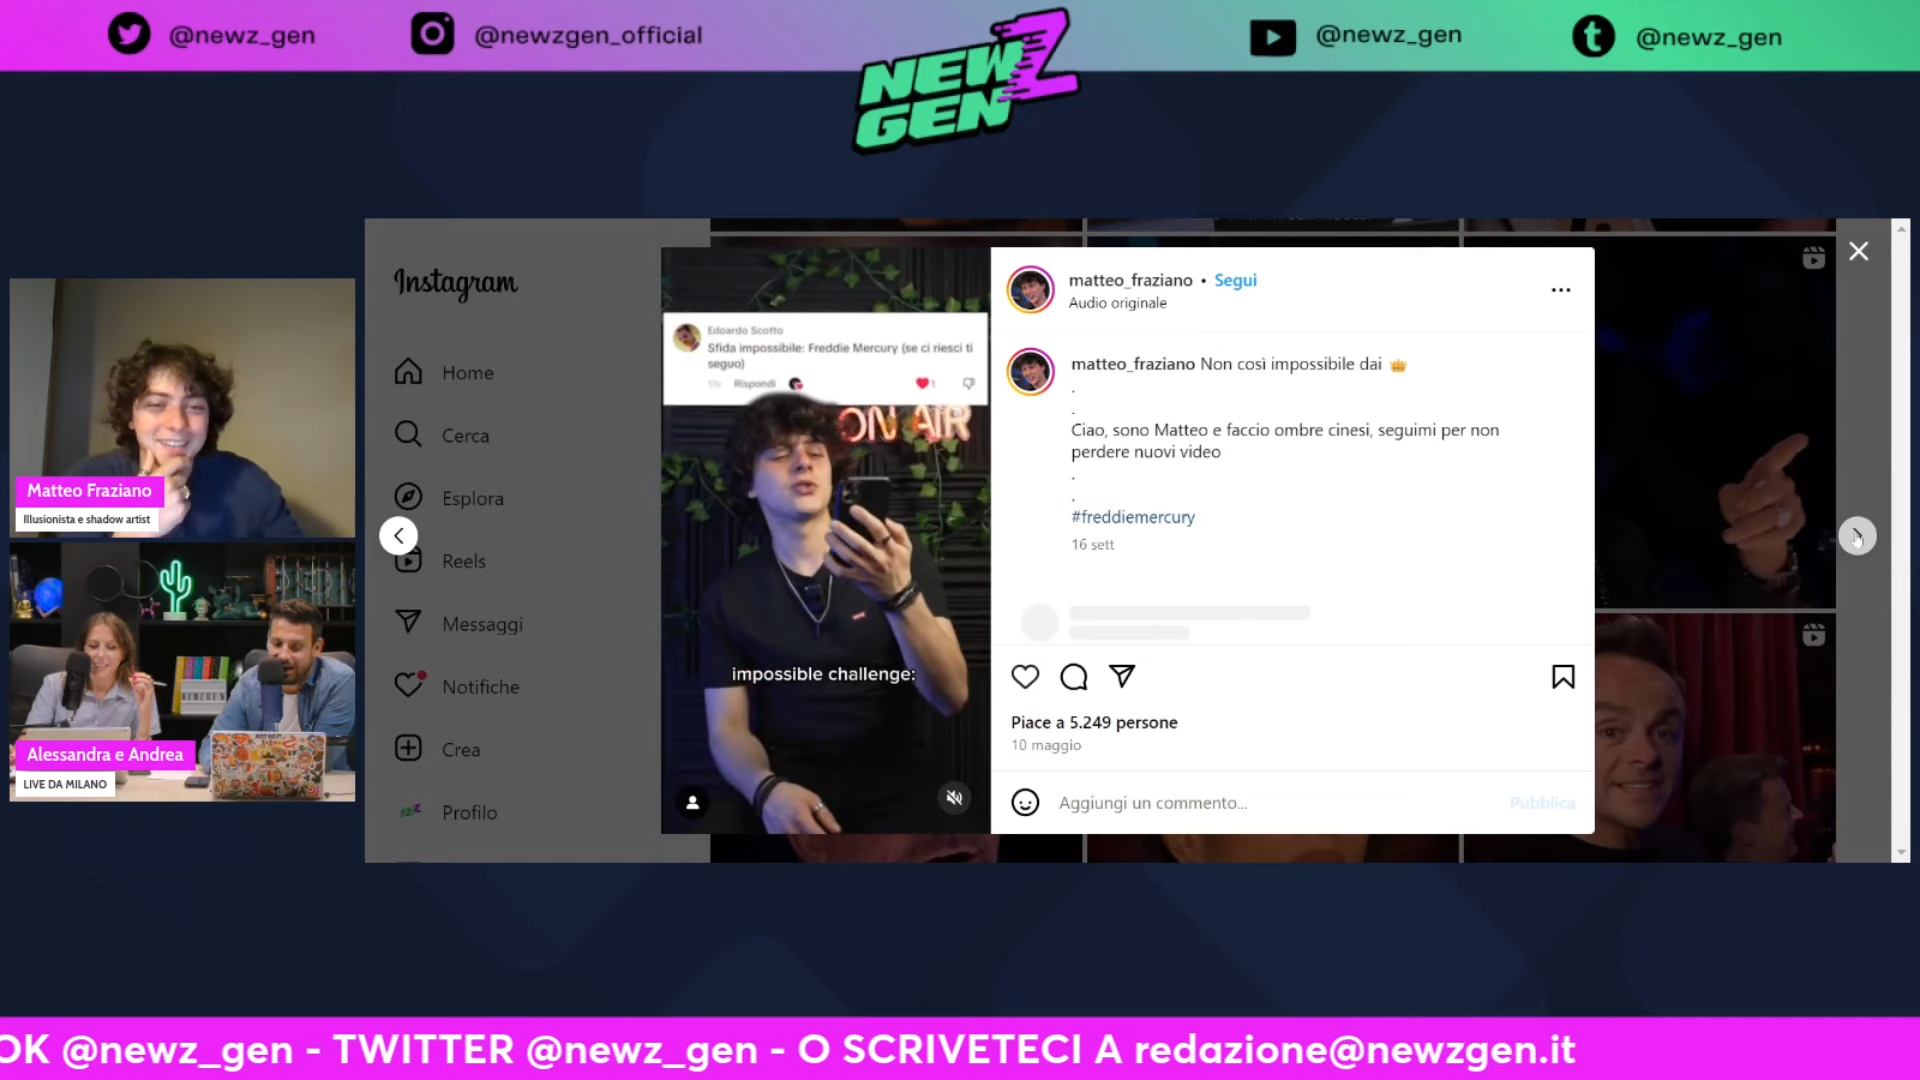 @newz_gen
@newzgen_official
NEWZ
GEN
@newz_gen
@newz_gen
Instagram
Home
Cerca
Esplora
Reels
Messaggi
Notifiche
Crea
Profilo
Matteo Fraziano
Illusionista e shadow artist
NEWZGEN
Alessandra e Andrea
LIVE DA MILANO
Edoardo Scotto
Sfida impossibile: Freddie Mercury (se ci riesci ti
seguo)
Rispondi
1
ON AIR
impossible challenge:
matteo_fraziano • Segui
Audio originale
matteo_fraziano Non così impossibile dai 👑
.
.
Ciao, sono Matteo e faccio ombre cinesi, seguimi per non
perdere nuovi video
.
.
#freddiemercury
16 sett
Piace a 5.249 persone
10 maggio
Aggiungi un commento...
Pubblica
OK @newz_gen - TWITTER @newz_gen - O SCRIVETECI A redazione@newzgen.it